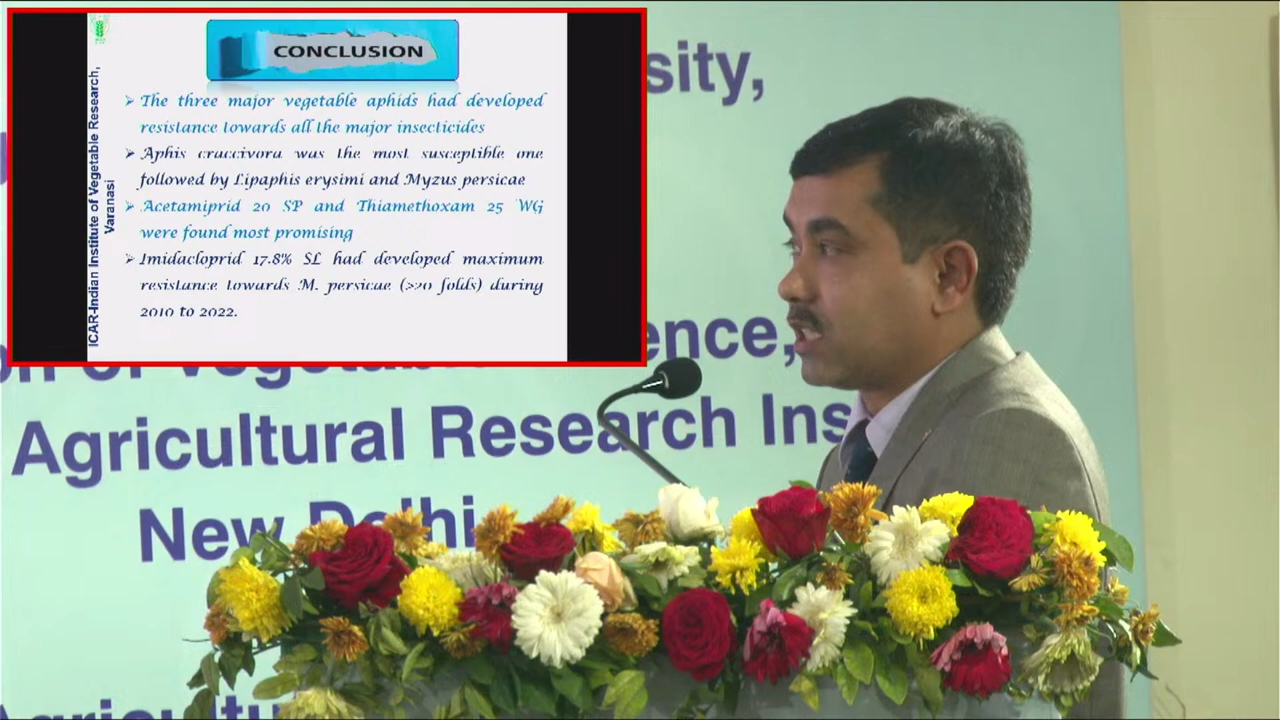 CONCLUSION
ICAR-Indian Institute of Vegetable Research,
Varanasi
➢ The three major vegetable aphids had developed
resistance towards all the major insecticides
➢ Aphis craccivora was the most susceptible one
followed by Lipaphis erysimi and Myzus persicae
➢ Acetamiprid 20 SP and Thiamethoxam 25 WG
were found most promising
➢ Imidacloprid 17.8% SL had developed maximum
resistance towards M. persicae (>20 folds) during
2010 to 2022.
sity,
ence,
Agricultural Research Ins
New Delhi